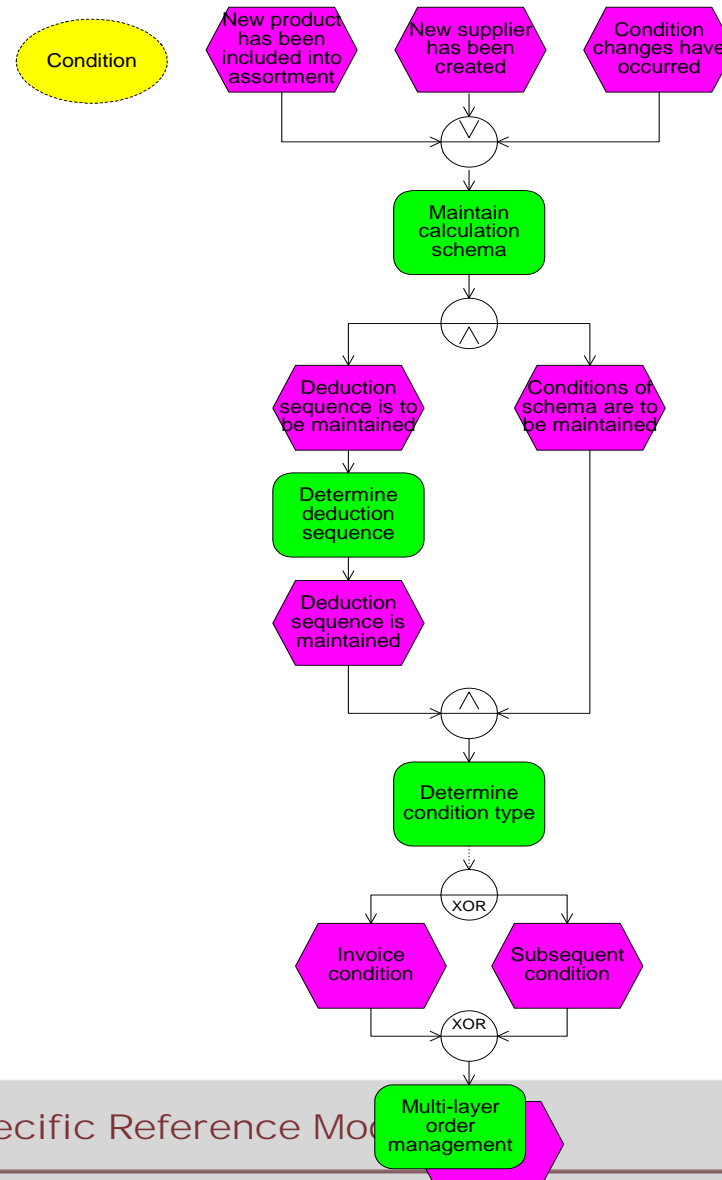 Condition
New product
has been
included into
assortment
New supplier
has been
created
Condition
changes have
occurred
Maintain
calculation
schema
Deduction
sequence is to
be maintained
Conditions of
schema are to
be maintained
Determine
deduction
sequence
Deduction
sequence is
maintained
Determine
condition type
XOR
Invoice
condition
Subsequent
condition
XOR
Multi-layer
order
management
ecific Reference Mo